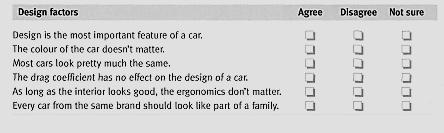 Design factors Agree Disagree Not sure
Design is the most important feature of a car.
The colour of the car doesn't matter.
Most cars look pretty much the same.
The drag coefficient has no effect on the design of a car.
As long as the interior looks good, the ergonomics don't matter.
Every car from the same brand should look like part of a family.